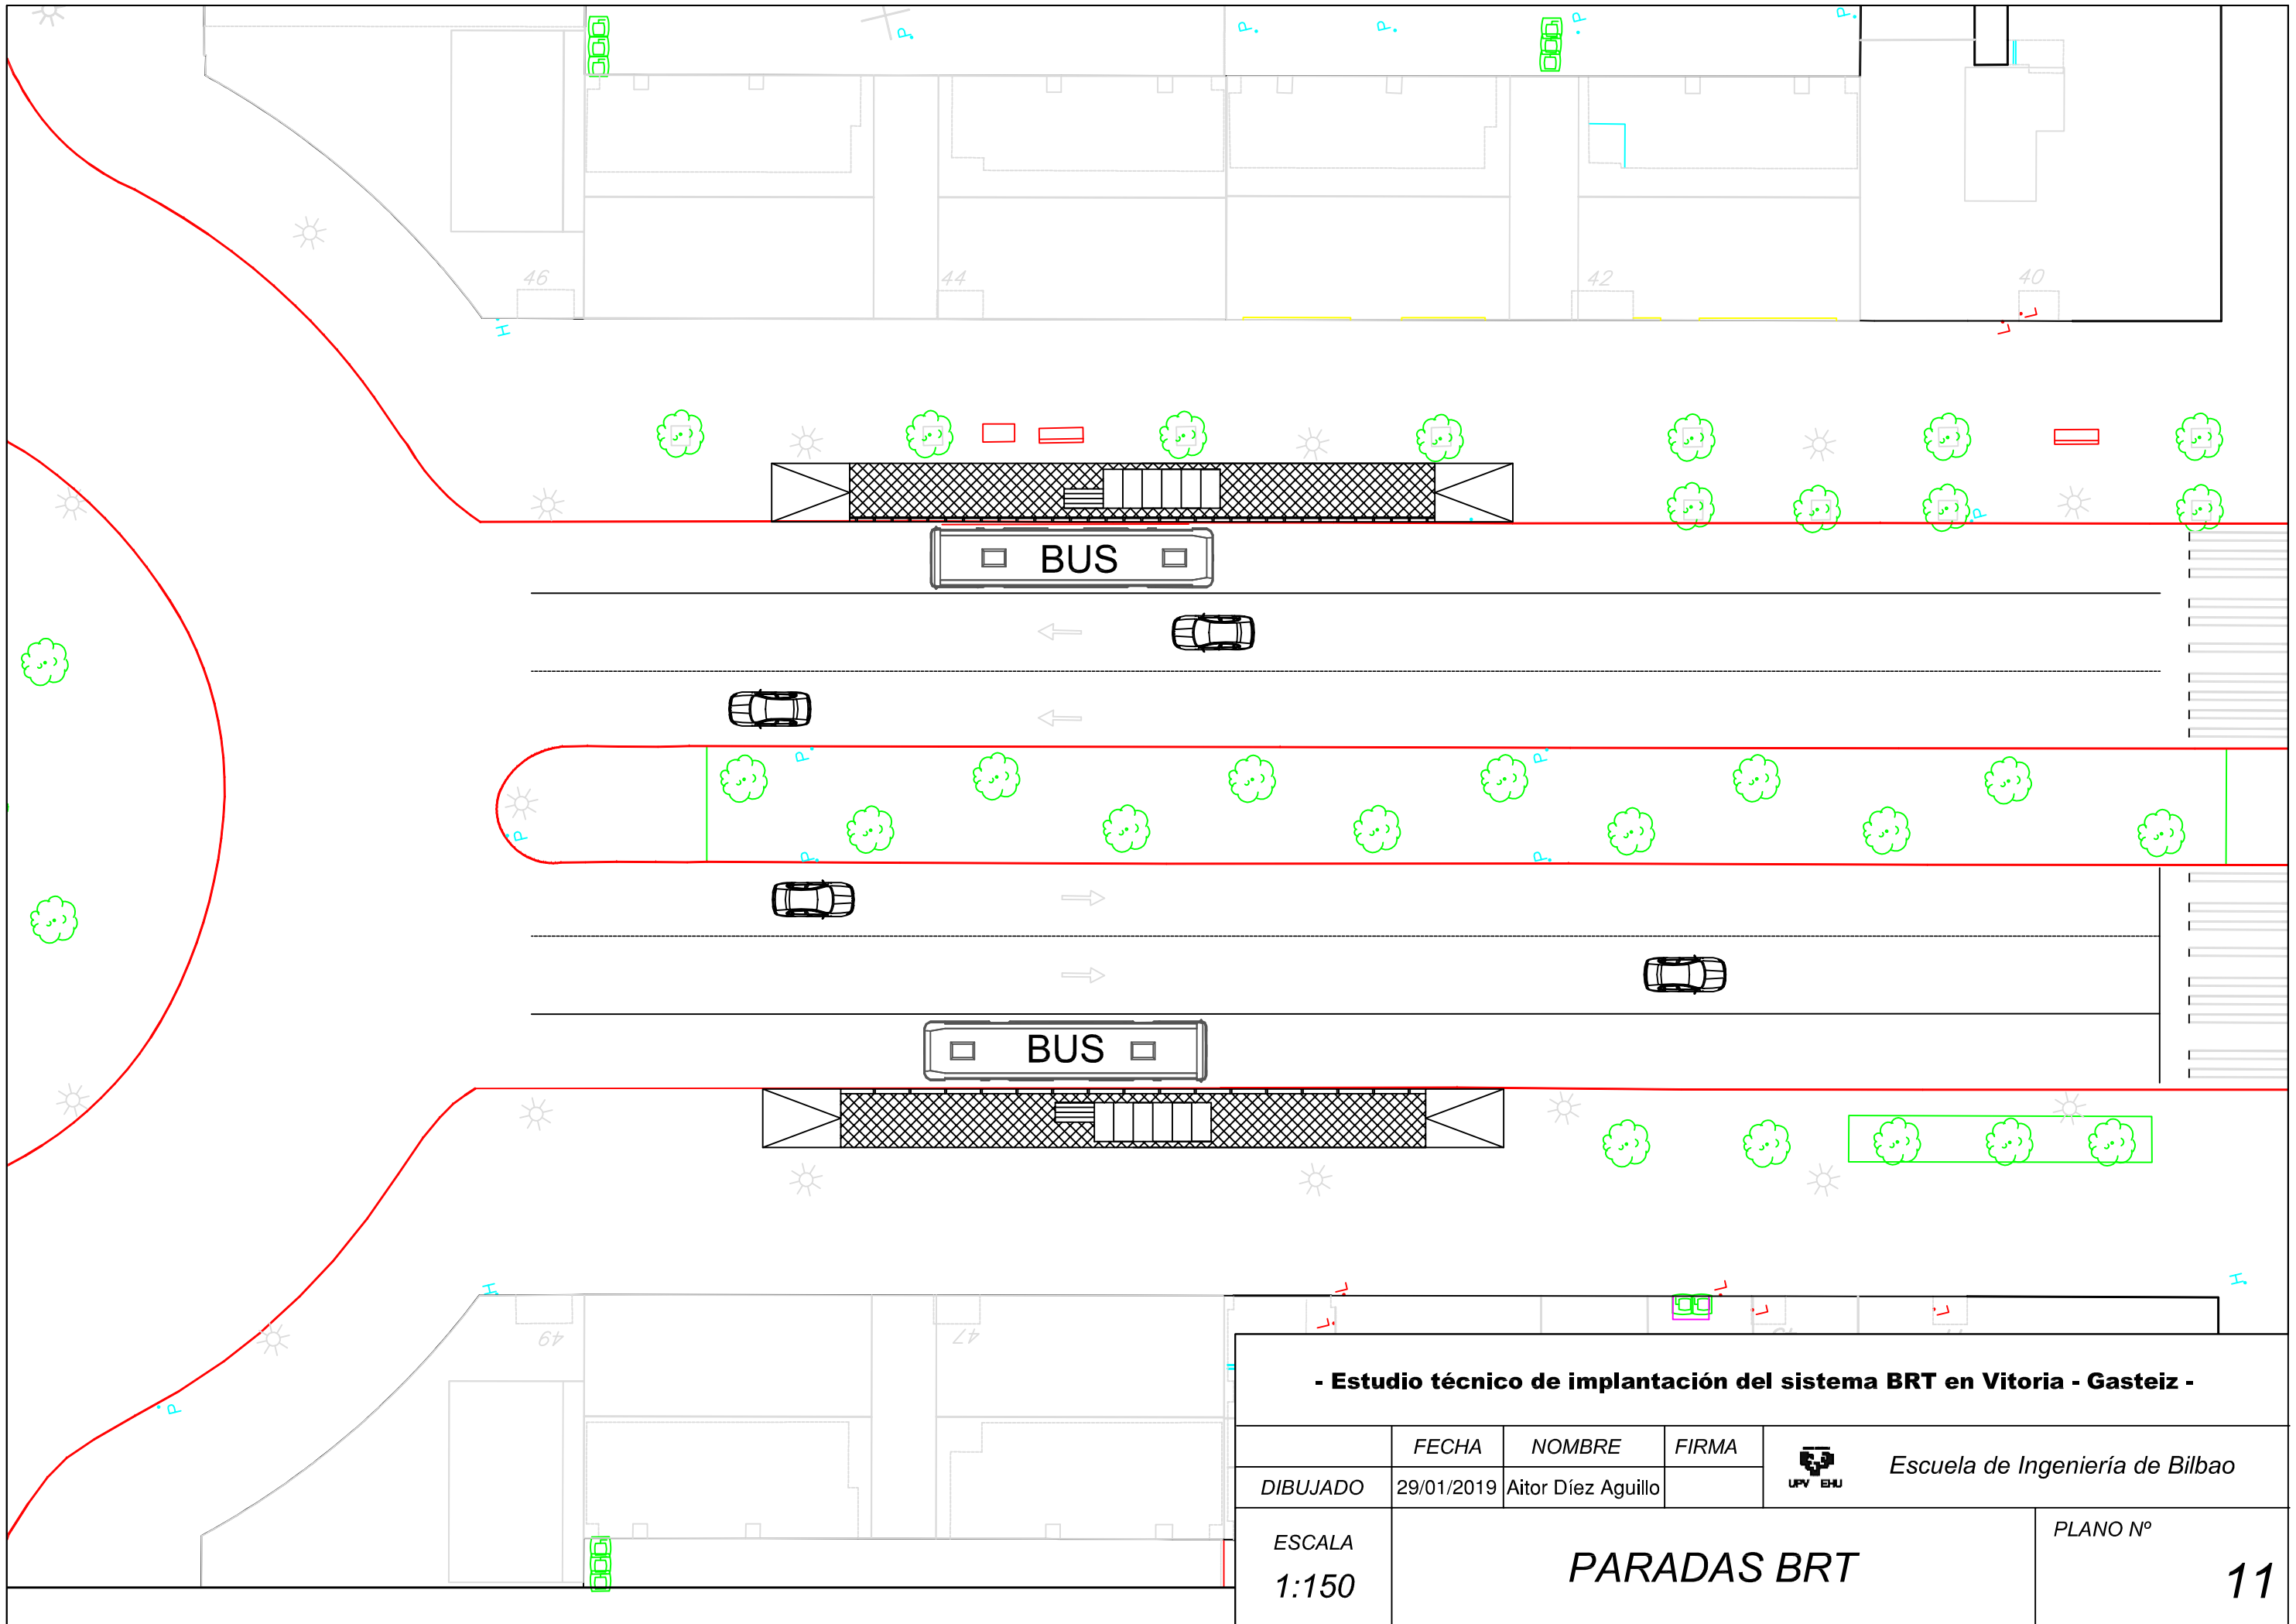 P
P
P
P
P
46
44
42
40
H
L
L
P
BUS
P
P
P
P
P
BUS
H
H
L
L
L
L
L
49
47
P
- Estudio técnico de implantación del sistema BRT en Vitoria - Gasteiz -
FECHA NOMBRE FIRMA
UPV EHU
Escuela de Ingeniería de Bilbao
DIBUJADO 29/01/2019 Aitor Díez Aguillo
ESCALA
1:150
PARADAS BRT
PLANO Nº
11